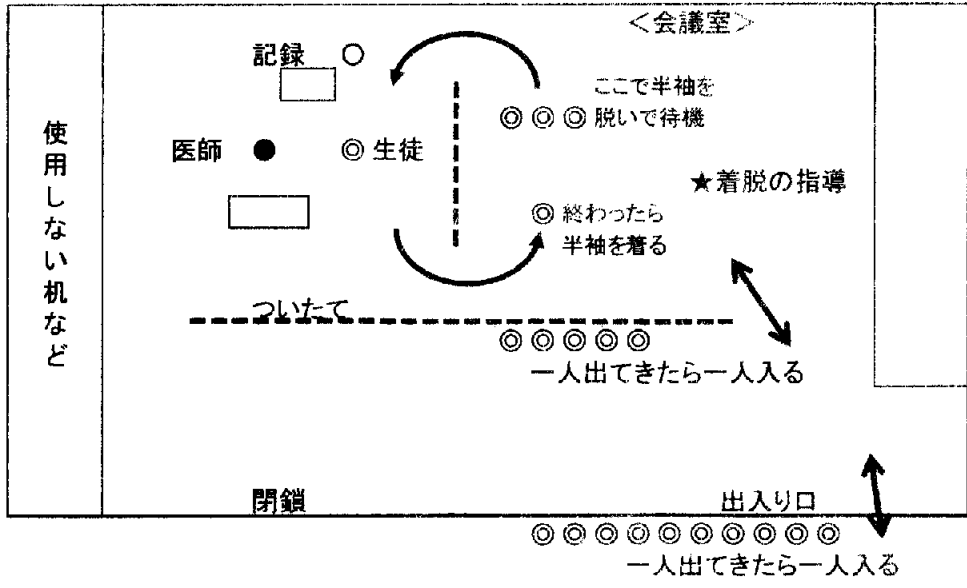 ＜会議室＞
記録
ここで半袖を
脱いで待機
医師
生徒
★着脱の指導
終わったら
半袖を着る
使用しない机など
ついたて
一人出てきたら一人入る
閉鎖
出入り口
一人出てきたら一人入る